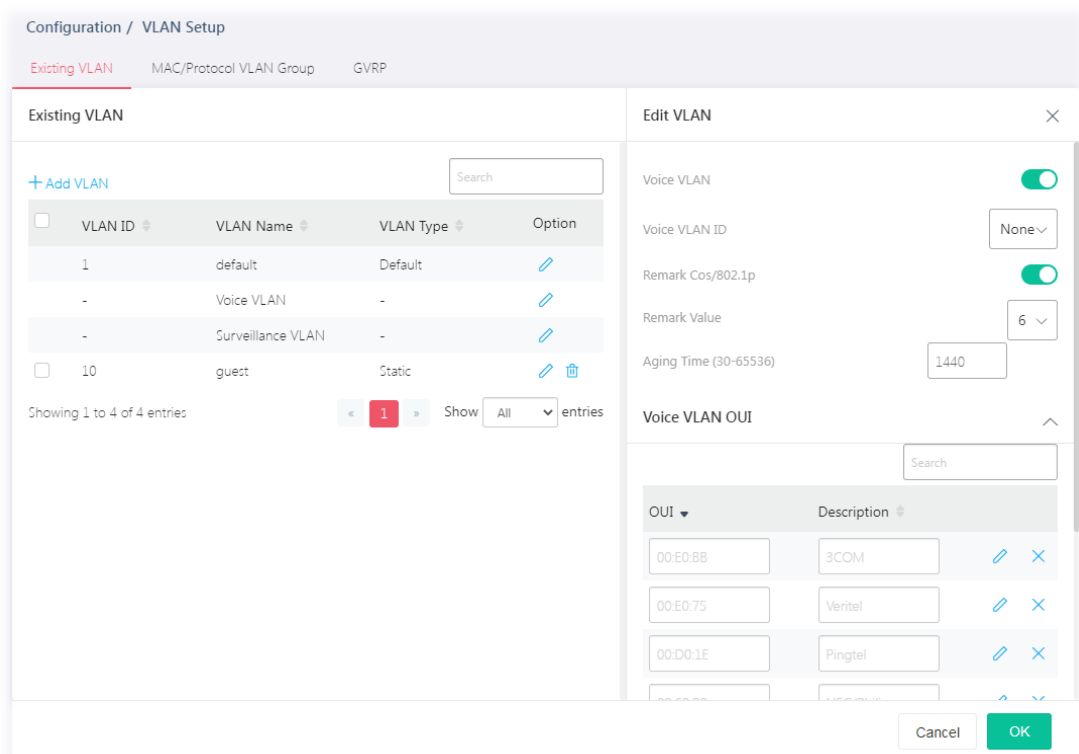 Configuration / VLAN Setup
Existing VLAN MAC/Protocol VLAN Group GVRP
Existing VLAN
+ Add VLAN Search
VLAN ID VLAN Name VLAN Type Option
1 default Default
- Voice VLAN -
- Surveillance VLAN -
10 guest Static
Showing 1 to 4 of 4 entries « 1 » Show All entries
Edit VLAN
Voice VLAN
Voice VLAN ID None
Remark Cos/802.1p
Remark Value 6
Aging Time (30-65536) 1440
Voice VLAN OUI
Search
OUI Description
00:E0:BB 3COM
00:E0:75 Veritel
00:D0:1E Pingtel
Cancel OK